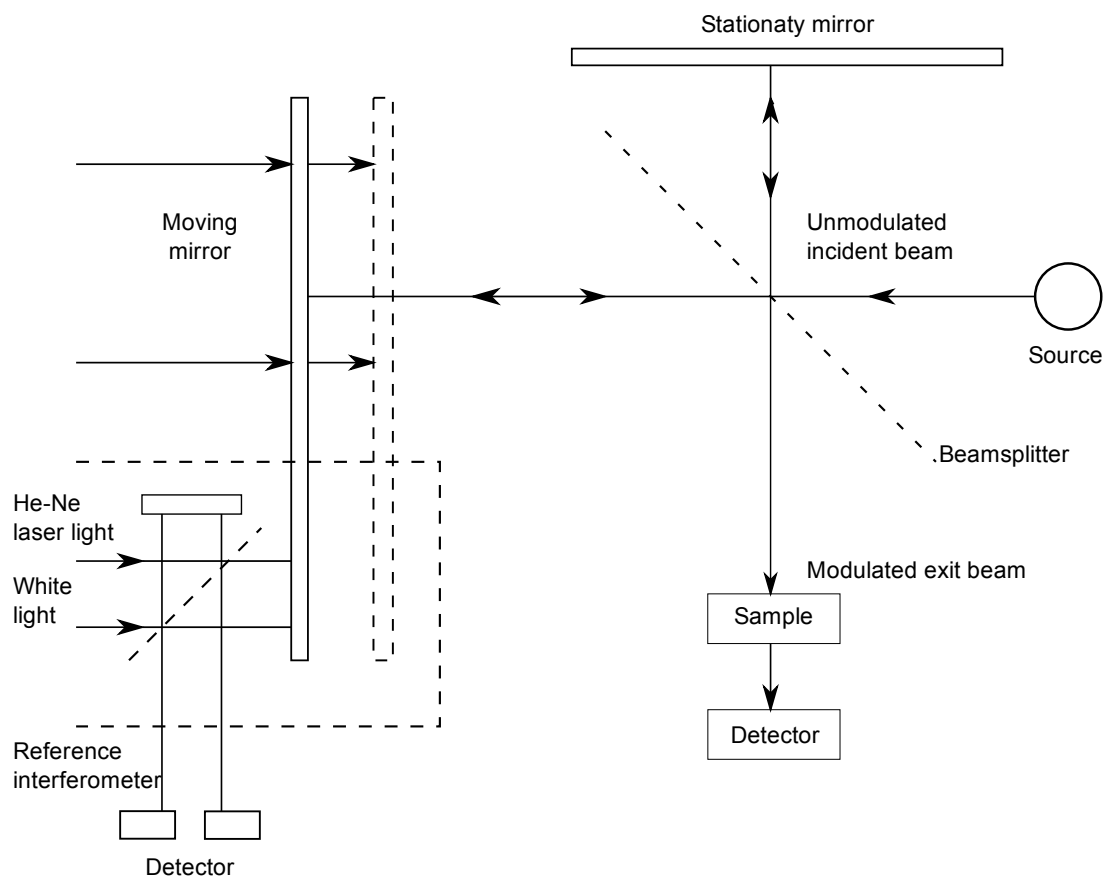 Stationaty mirror
Moving
mirror
Unmodulated
incident beam
Source
Beamsplitter
He-Ne
laser light
White
light
Modulated exit beam
Sample
Detector
Reference
interferometer
Detector